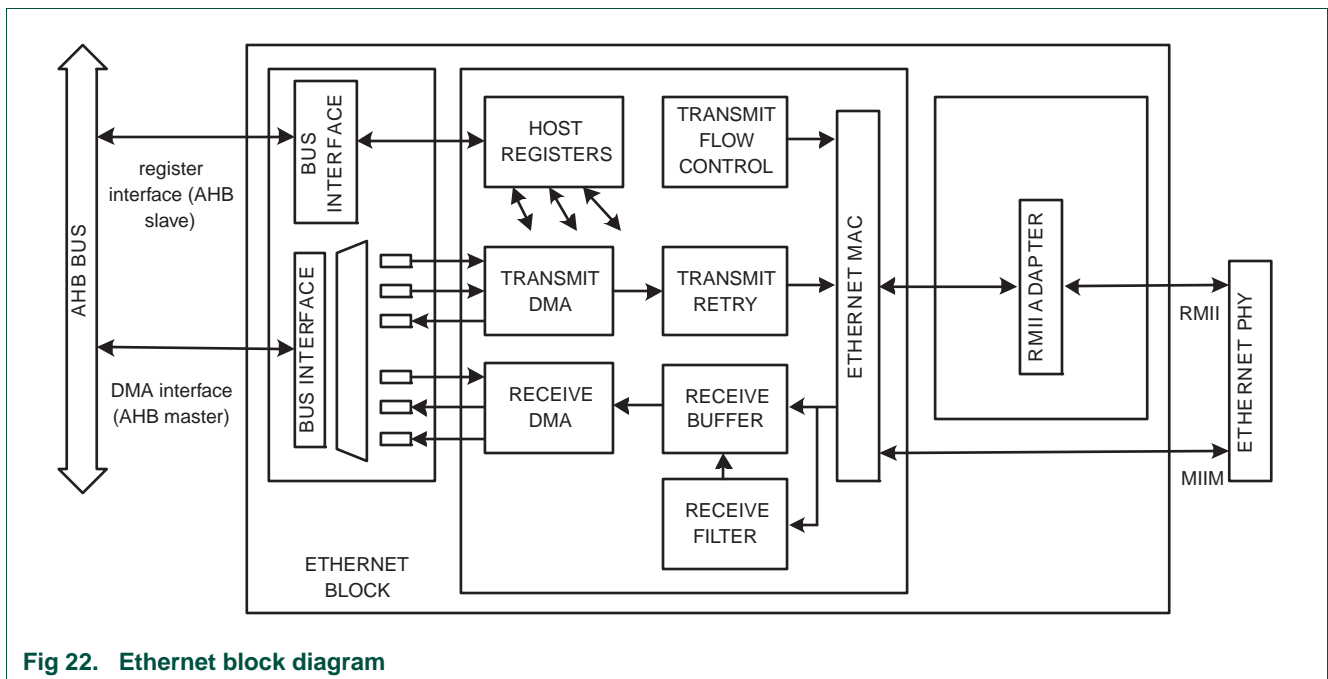 AHB BUS
register
interface (AHB
slave)
DMA interface
(AHB master)
BUS
INTERFACE
BUS INTERFACE
HOST
REGISTERS
TRANSMIT
FLOW
CONTROL
TRANSMIT
DMA
TRANSMIT
RETRY
RECEIVE
DMA
RECEIVE
BUFFER
RECEIVE
FILTER
ETHERNET MAC
RMII ADAPTER
RMII
MIIM
ETHERNET PHY
ETHERNET
BLOCK
Fig 22. Ethernet block diagram